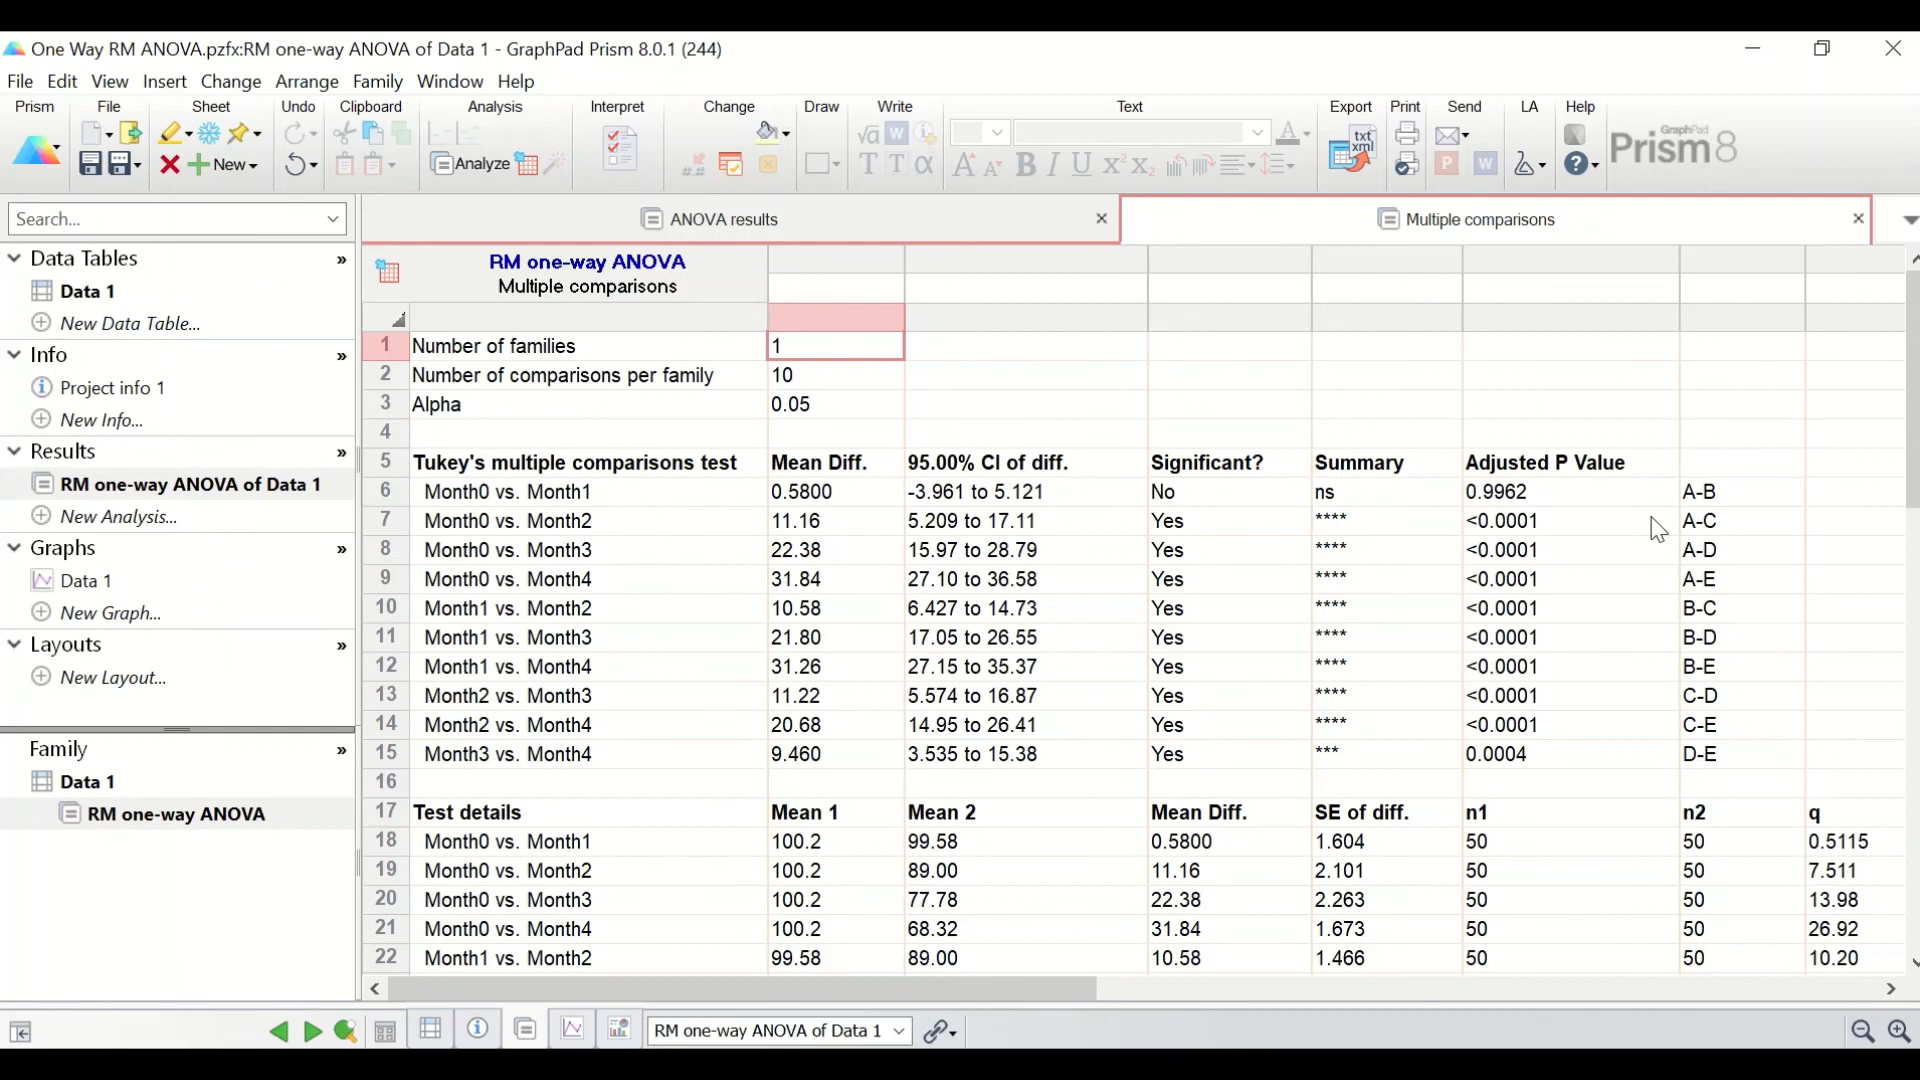 One Way RM ANOVA.pzfx:RM one-way ANOVA of Data 1 - GraphPad Prism 8.0.1 (244)
File Edit View Insert Change Arrange Family Window Help
Prism File Sheet Undo Clipboard Analysis Interpret Change Draw Write Text Export Print Send LA Help
New
Analyze
txt
xml
GraphPad
Prism 8
Search...
ANOVA results
Multiple comparisons
Data Tables
Data 1
New Data Table...
Info
Project info 1
New Info...
Results
RM one-way ANOVA of Data 1
New Analysis...
Graphs
Data 1
New Graph...
Layouts
New Layout...
Family
Data 1
RM one-way ANOVA
RM one-way ANOVA
Multiple comparisons
1 Number of families 1
2 Number of comparisons per family 10
3 Alpha 0.05
4
5 Tukey's multiple comparisons test Mean Diff. 95.00% CI of diff. Significant? Summary Adjusted P Value
6 Month0 vs. Month1 0.5800 -3.961 to 5.121 No ns 0.9962 A-B
7 Month0 vs. Month2 11.16 5.209 to 17.11 Yes **** <0.0001 A-C
8 Month0 vs. Month3 22.38 15.97 to 28.79 Yes **** <0.0001 A-D
9 Month0 vs. Month4 31.84 27.10 to 36.58 Yes **** <0.0001 A-E
10 Month1 vs. Month2 10.58 6.427 to 14.73 Yes **** <0.0001 B-C
11 Month1 vs. Month3 21.80 17.05 to 26.55 Yes **** <0.0001 B-D
12 Month1 vs. Month4 31.26 27.15 to 35.37 Yes **** <0.0001 B-E
13 Month2 vs. Month3 11.22 5.574 to 16.87 Yes **** <0.0001 C-D
14 Month2 vs. Month4 20.68 14.95 to 26.41 Yes **** <0.0001 C-E
15 Month3 vs. Month4 9.460 3.535 to 15.38 Yes *** 0.0004 D-E
16
17 Test details Mean 1 Mean 2 Mean Diff. SE of diff. n1 n2 q
18 Month0 vs. Month1 100.2 99.58 0.5800 1.604 50 50 0.5115
19 Month0 vs. Month2 100.2 89.00 11.16 2.101 50 50 7.511
20 Month0 vs. Month3 100.2 77.78 22.38 2.263 50 50 13.98
21 Month0 vs. Month4 100.2 68.32 31.84 1.673 50 50 26.92
22 Month1 vs. Month2 99.58 89.00 10.58 1.466 50 50 10.20
RM one-way ANOVA of Data 1